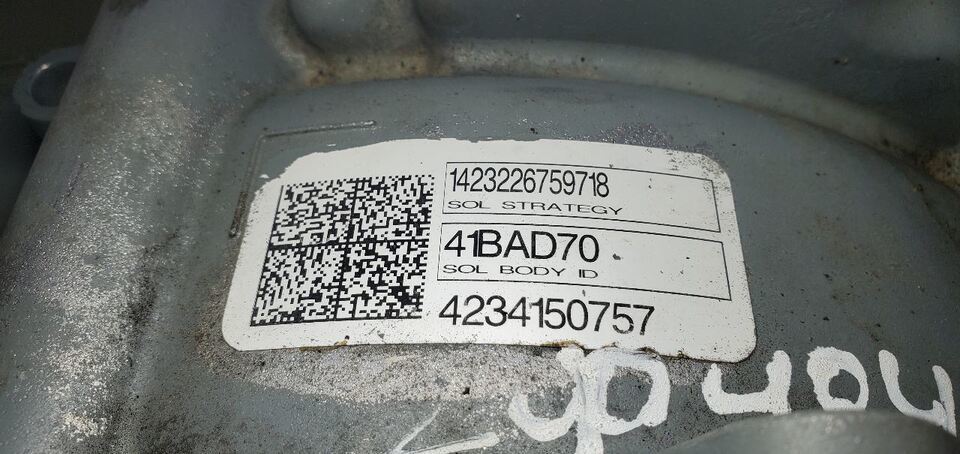 1423226759718
SOL STRATEGY
41BAD70
SOL BODY ID
4234150757